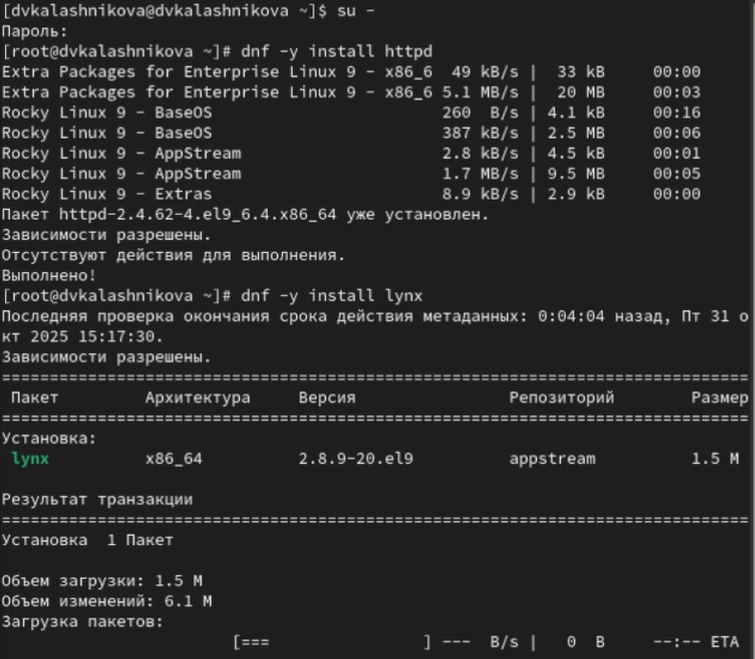 [dvkalashnikova@dvkalashnikova ~]$ su -
Пароль:
[root@dvkalashnikova ~]# dnf -y install httpd
Extra Packages for Enterprise Linux 9 - x86_6  49 kB/s |  33 kB     00:00
Extra Packages for Enterprise Linux 9 - x86_6 5.1 MB/s |  20 MB     00:03
Rocky Linux 9 - BaseOS                        260  B/s | 4.1 kB     00:16
Rocky Linux 9 - BaseOS                        387 kB/s | 2.5 MB     00:06
Rocky Linux 9 - AppStream                     2.8 kB/s | 4.5 kB     00:01
Rocky Linux 9 - AppStream                     1.7 MB/s | 9.5 MB     00:05
Rocky Linux 9 - Extras                        8.9 kB/s | 2.9 kB     00:00
Пакет httpd-2.4.62-4.el9_6.4.x86_64 уже установлен.
Зависимости разрешены.
Отсутствуют действия для выполнения.
Выполнено!
[root@dvkalashnikova ~]# dnf -y install lynx
Последняя проверка окончания срока действия метаданных: 0:04:04 назад, Пт 31 о
кт 2025 15:17:30.
Зависимости разрешены.
==============================================================================
Пакет         Архитектура     Версия                Репозиторий        Размер
==============================================================================
Установка:
lynx          x86_64          2.8.9-20.el9          appstream          1.5 M
Результат транзакции
==============================================================================
Установка  1 Пакет
Объем загрузки: 1.5 M
Объем изменений: 6.1 M
Загрузка пакетов:
[===                ] ---  B/s |   0  B     --:-- ETA